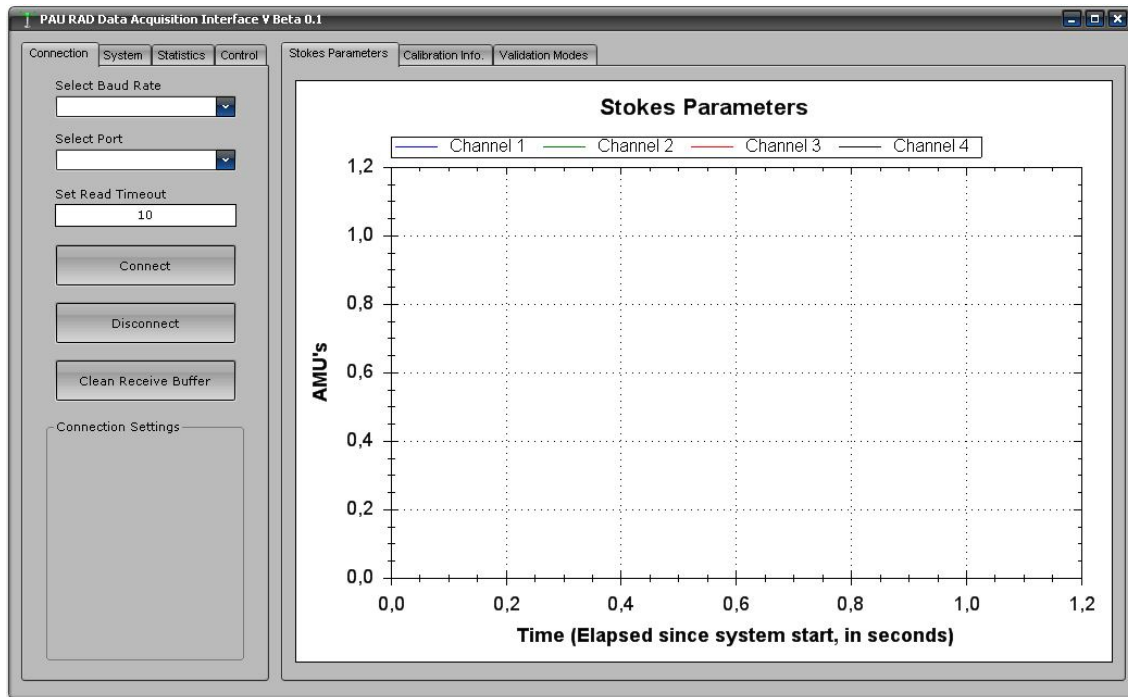 PAU RAD Data Acquisition Interface V Beta 0.1
Connection System Statistics Control
Select Baud Rate
Select Port
Set Read Timeout
10
Connect
Disconnect
Clean Receive Buffer
Connection Settings
Stokes Parameters Calibration Info. Validation Modes
Stokes Parameters
Channel 1 Channel 2 Channel 3 Channel 4
AMU's
1,2
1,0
0,8
0,6
0,4
0,2
0,0
0,0 0,2 0,4 0,6 0,8 1,0 1,2
Time (Elapsed since system start, in seconds)